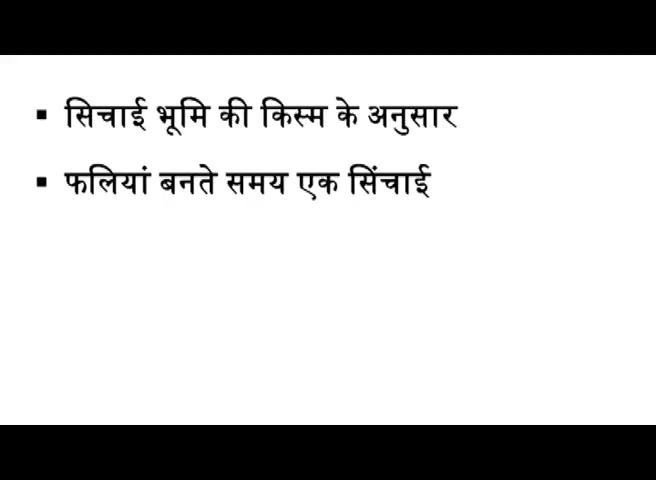 ▪ सिचाई भूमि की किस्म के अनुसार
▪ फलियां बनते समय एक सिंचाई